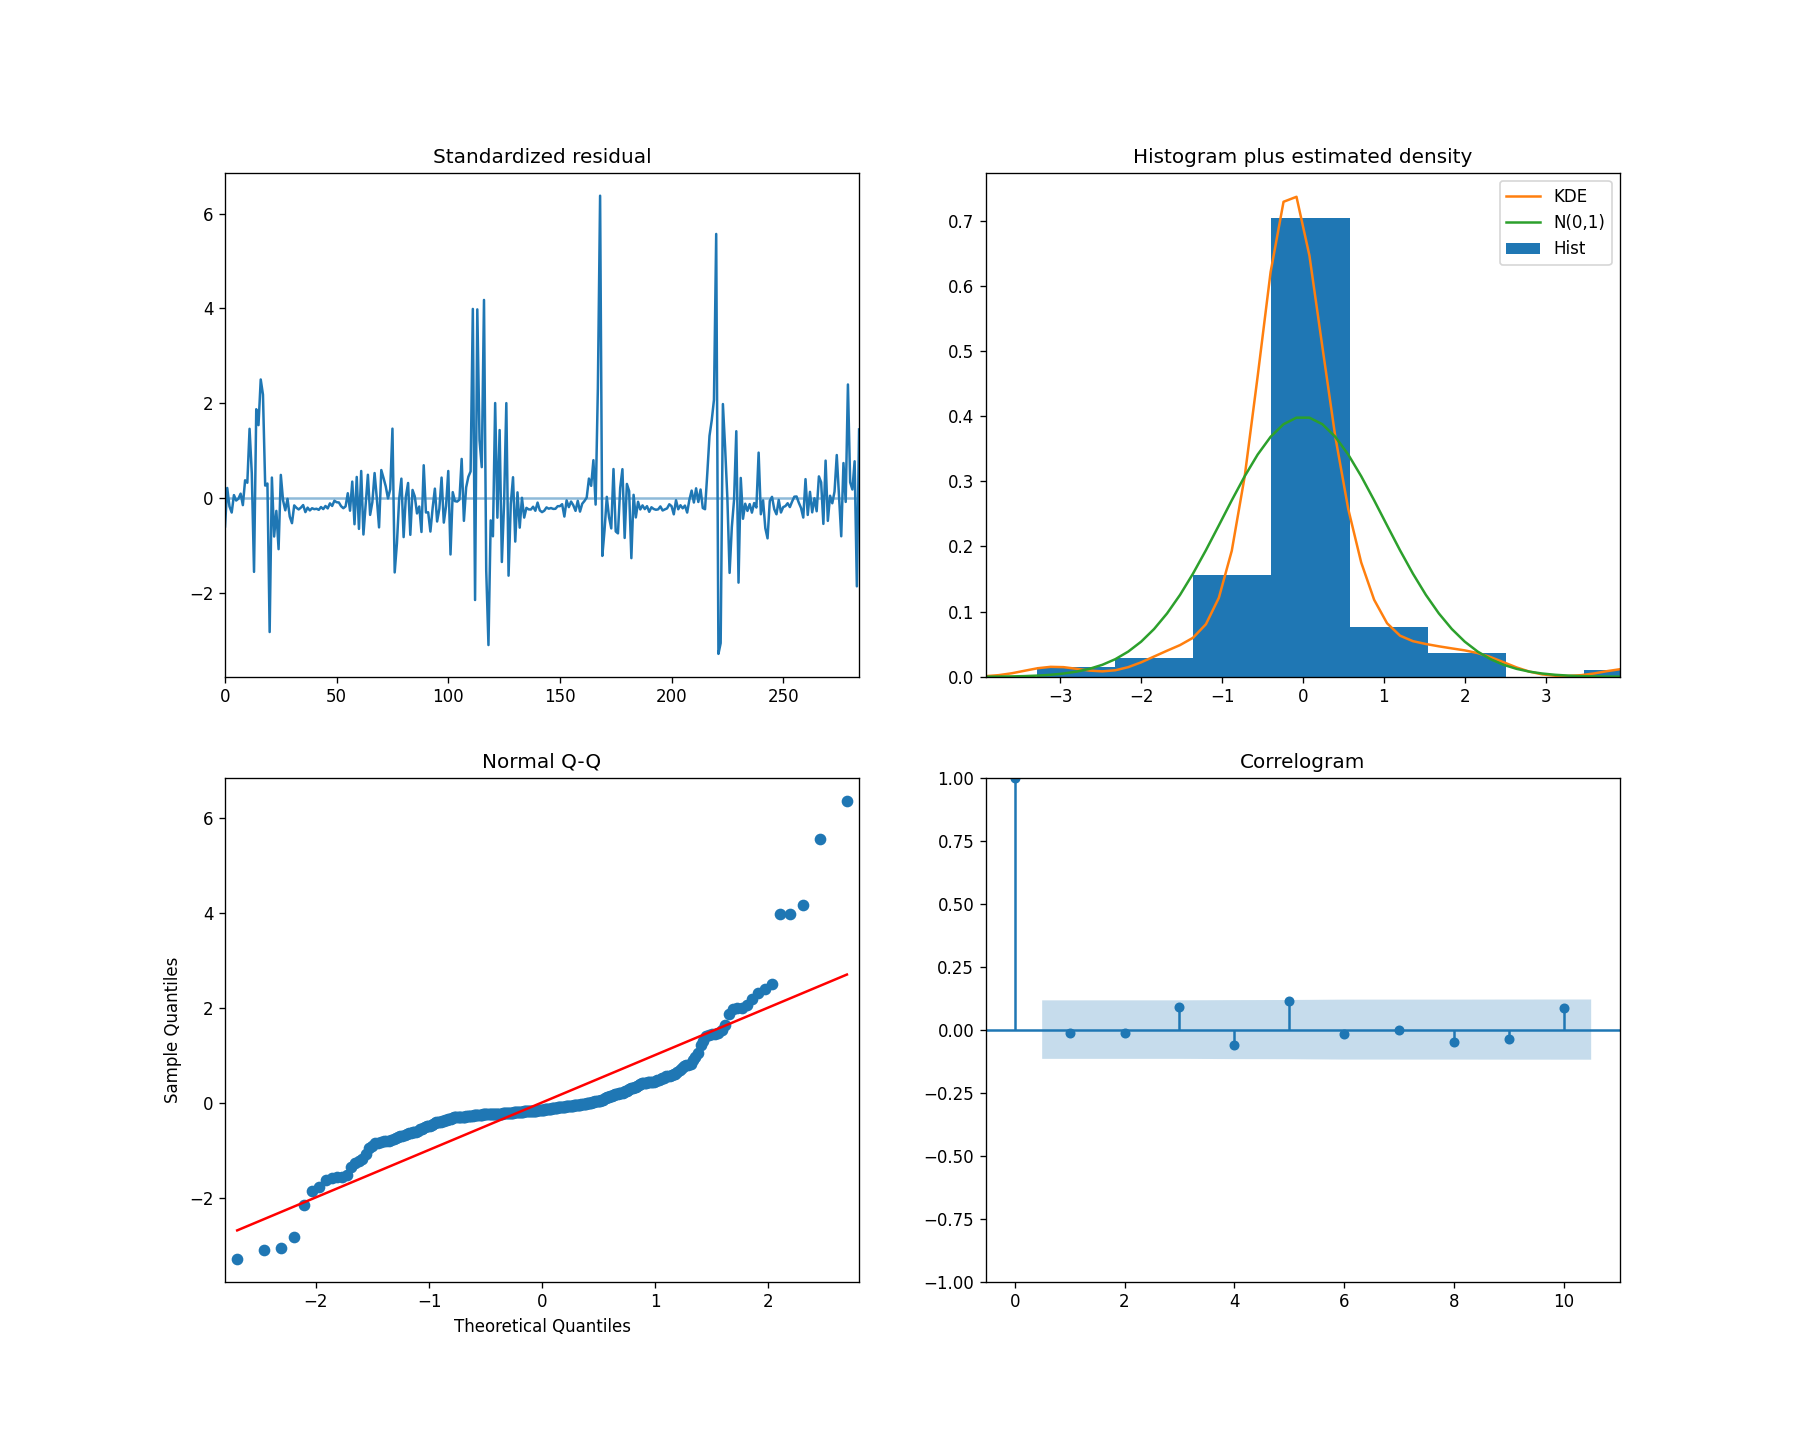 Standardized residual
6
4
2
0
−2
0 50 100 150 200 250
Histogram plus estimated density
KDE
N(0,1)
Hist
0.7
0.6
0.5
0.4
0.3
0.2
0.1
0.0
−3 −2 −1 0 1 2 3
Normal Q-Q
Sample Quantiles
6
4
2
0
−2
−2 −1 0 1 2
Theoretical Quantiles
Correlogram
1.00
0.75
0.50
0.25
0.00
−0.25
−0.50
−0.75
−1.00
0 2 4 6 8 10